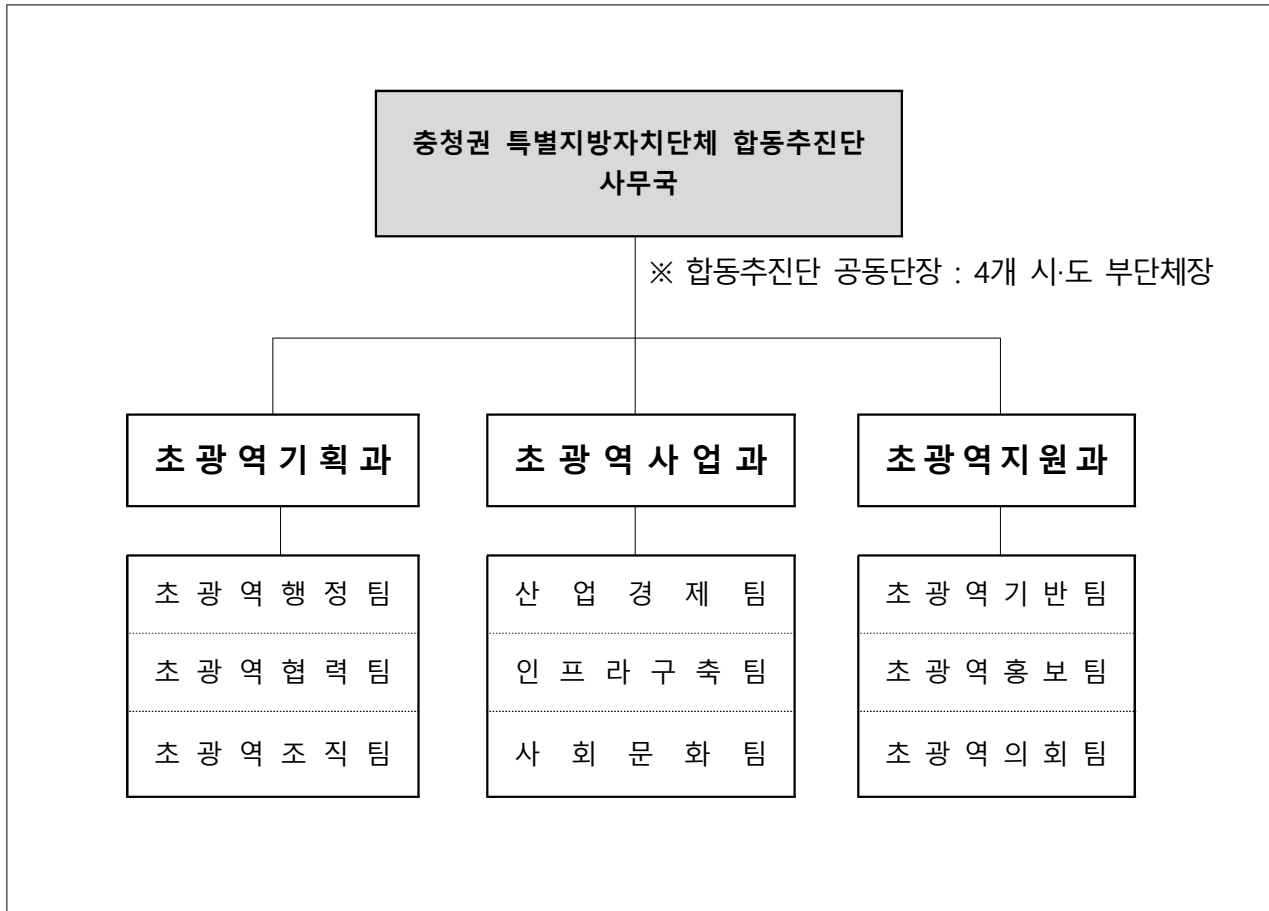 충청권 특별지방자치단체 합동추진단
사무국
※ 합동추진단 공동단장 : 4개 시·도 부단체장
초광역기획과
초광역사업과
초광역지원과
초광역행정팀
산업경제팀
초광역기반팀
초광역협력팀
인프라구축팀
초광역홍보팀
초광역조직팀
사회문화팀
초광역의회팀